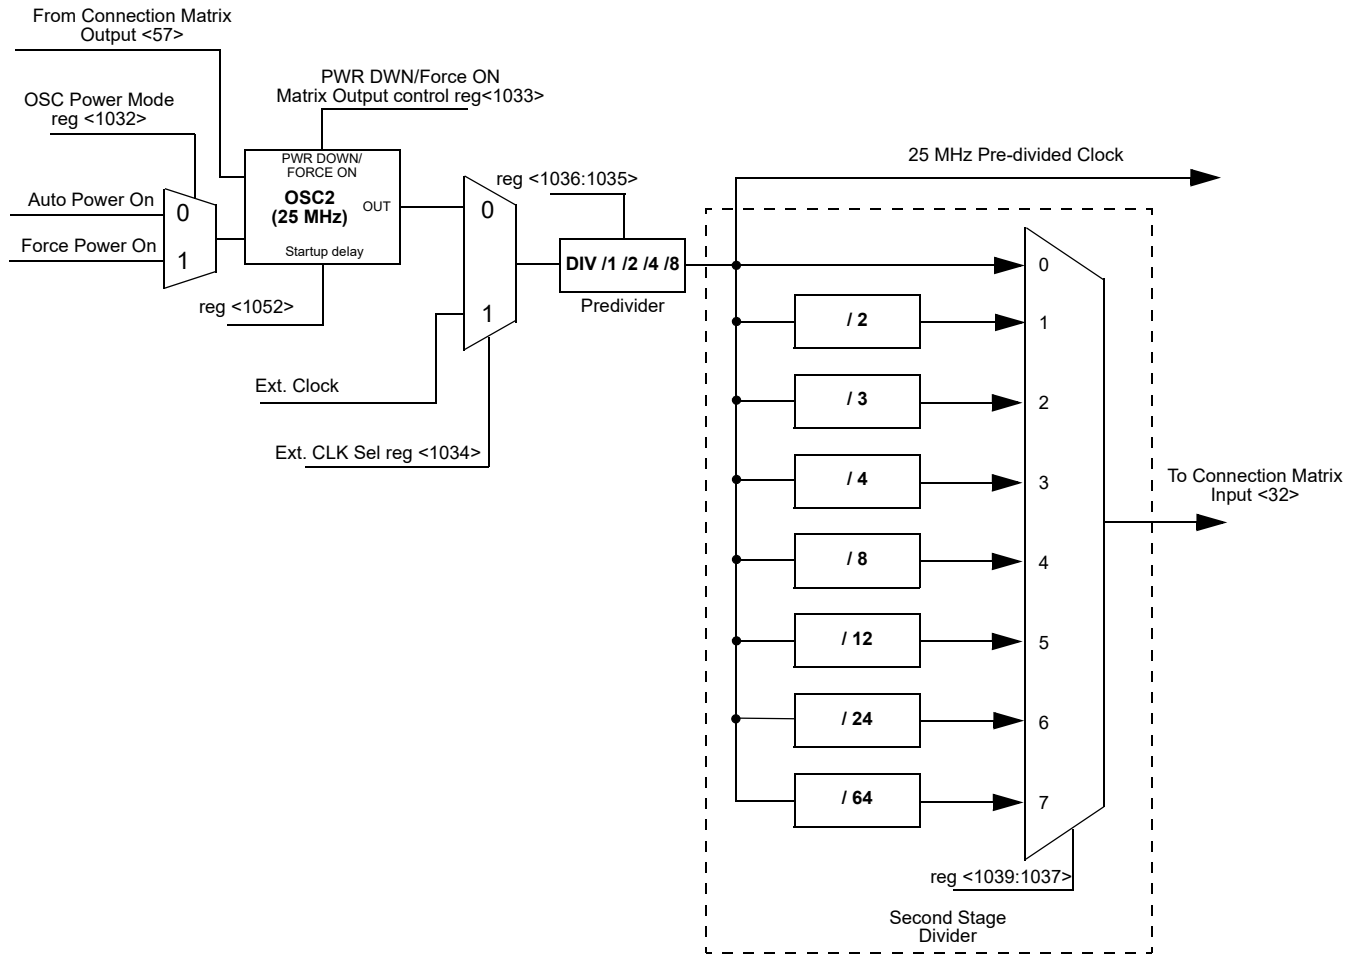 From Connection Matrix
Output <57>
PWR DWN/Force ON
Matrix Output control reg<1033>
OSC Power Mode
reg <1032>
Auto Power On
Force Power On
0
1
PWR DOWN/
FORCE ON
OSC2
(25 MHz)
OUT
Startup delay
reg <1052>
0
1
Ext. Clock
Ext. CLK Sel reg <1034>
reg <1036:1035>
DIV /1 /2 /4 /8
Predivider
25 MHz Pre-divided Clock
0
/ 2
1
/ 3
2
/ 4
3
/ 8
4
/ 12
5
/ 24
6
/ 64
7
To Connection Matrix
Input <32>
reg <1039:1037>
Second Stage
Divider